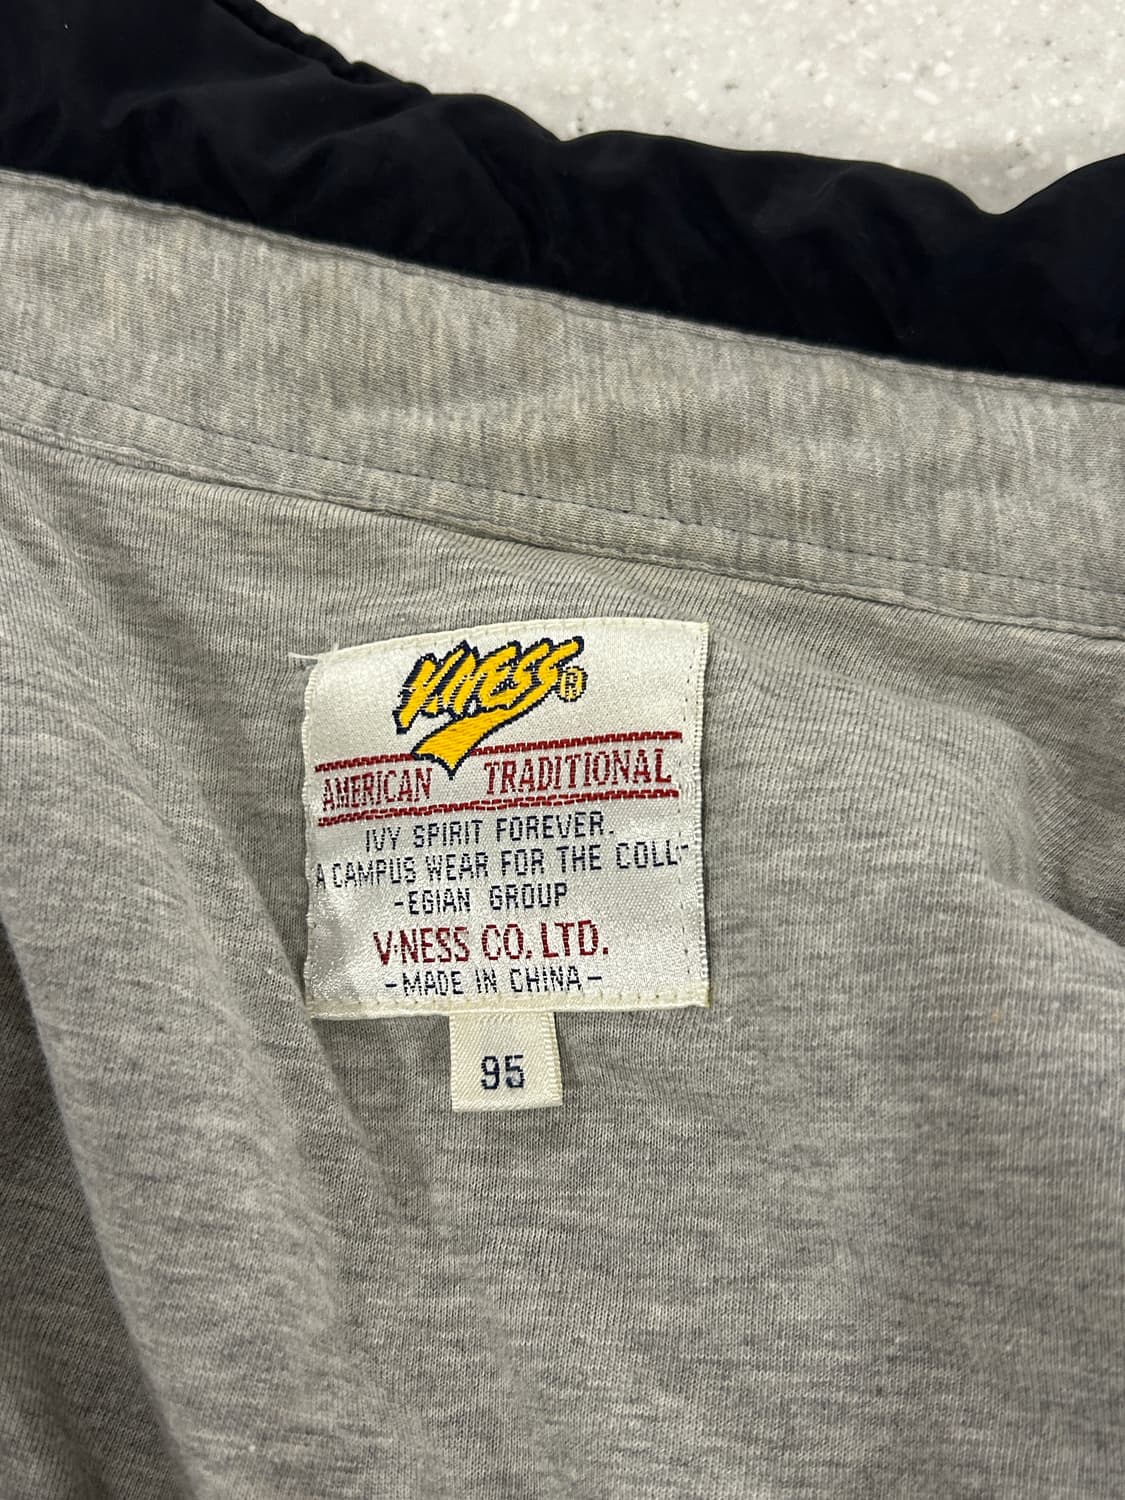 V.NESS®
AMERICAN TRADITIONAL
IVY SPIRIT FOREVER.
A CAMPUS WEAR FOR THE COLL-
-EGIAN GROUP
V·NESS CO., LTD.
-MADE IN CHINA-
95